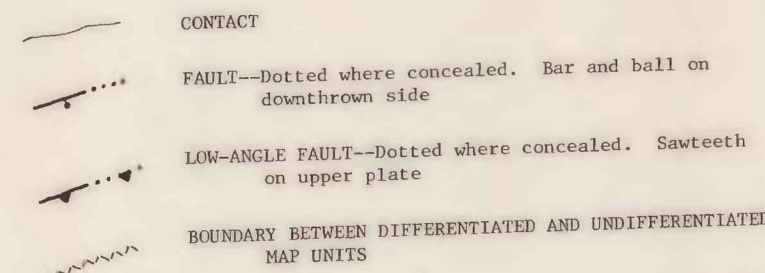 CONTACT
FAULT--Dotted where concealed. Bar and ball on
downthrown side
LOW-ANGLE FAULT--Dotted where concealed. Sawteeth
on upper plate
BOUNDARY BETWEEN DIFFERENTIATED AND UNDIFFERENTIATED
MAP UNITS